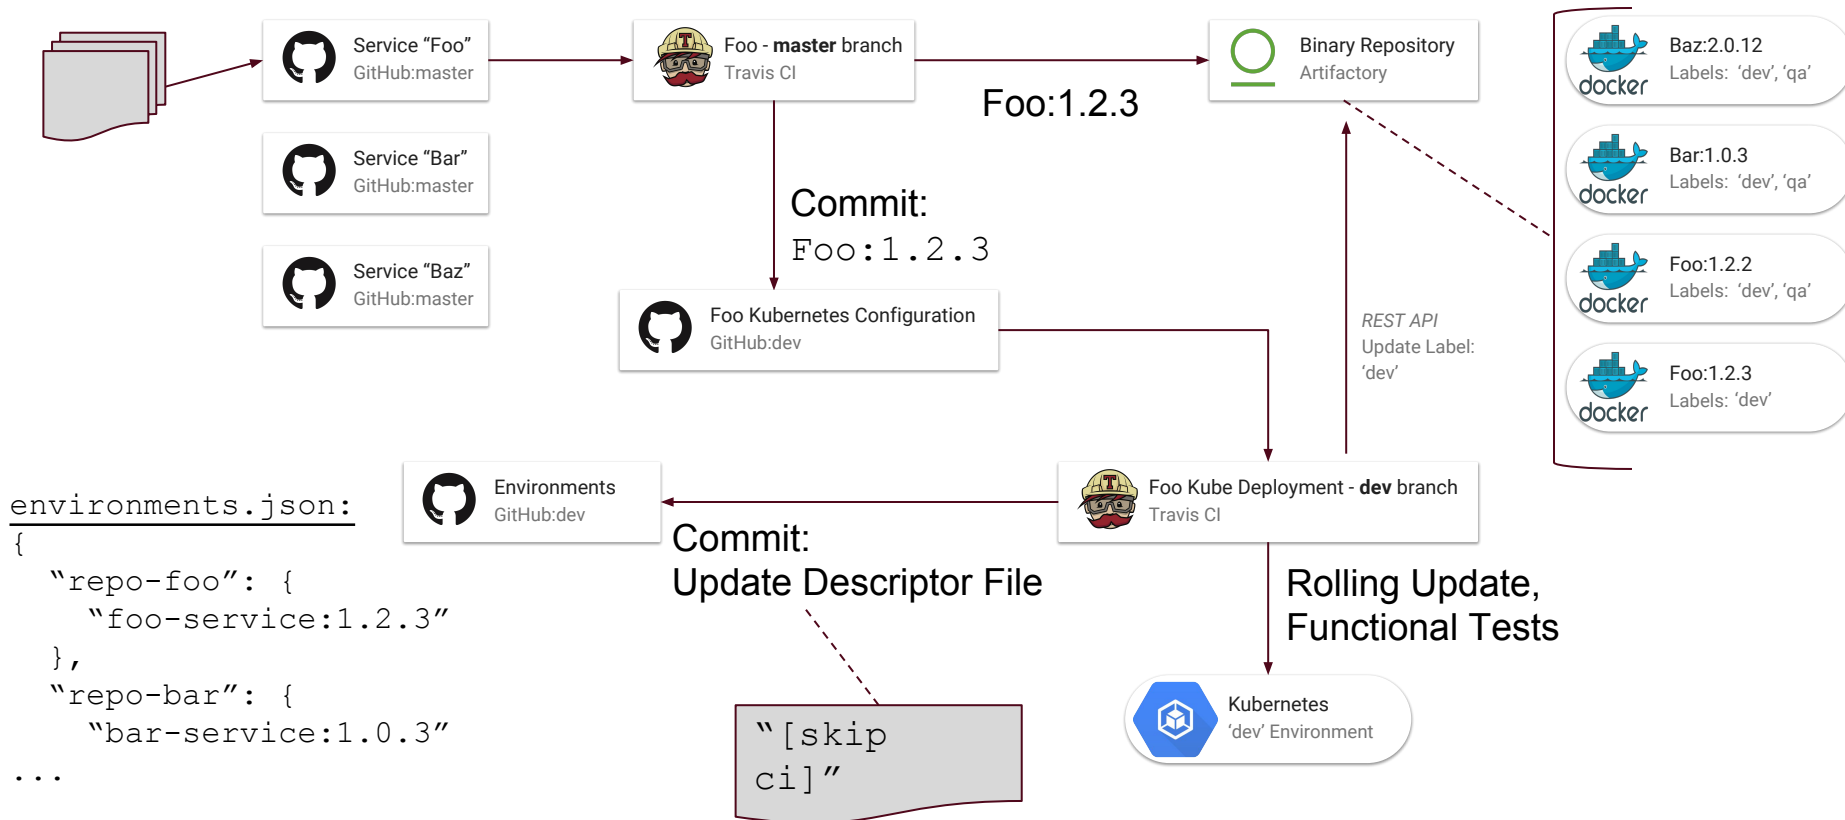 Service “Foo”
GitHub:master
Foo - master branch
Travis CI
Binary Repository
Artifactory
Foo:1.2.3
docker
Baz:2.0.12
Labels: ‘dev’, ‘qa’
Service “Bar”
GitHub:master
docker
Bar:1.0.3
Labels: ‘dev’, ‘qa’
Commit:
Foo:1.2.3
Service “Baz”
GitHub:master
docker
Foo:1.2.2
Labels: ‘dev’, ‘qa’
Foo Kubernetes Configuration
GitHub:dev
REST API
Update Label:
‘dev’
docker
Foo:1.2.3
Labels: ‘dev’
Environments
GitHub:dev
T
Foo Kube Deployment - dev branch
Travis CI
Commit:
Update Descriptor File
Rolling Update,
Functional Tests
environments.json:
{
“repo-foo”: {
“foo-service:1.2.3”
},
“repo-bar”: {
“bar-service:1.0.3”
...
“[skip
ci]”
Kubernetes
‘dev’ Environment